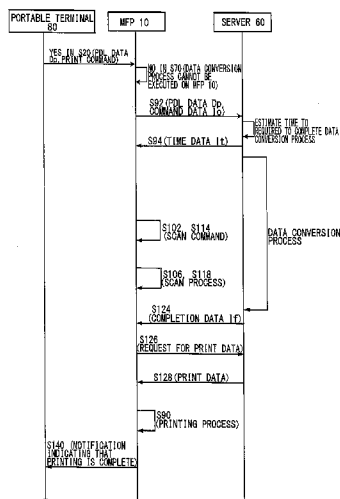 PORTABLE TERMINAL
80
MFP 10
SERVER 60
YES IN S20(PDL DATA
Dp,PRINT COMMAND)
NO IN S70(DATA CONVERSION
PROCESS CANNOT BE
EXECUTED ON MFP 10)
S92(PDL DATA Dp,
COMMAND DATA Io)
ESTIMATE TIME TO
REQUIRED TO COMPLETE DATA
CONVERSION PROCESS
S94(TIME DATA It)
S102, S114
(SCAN COMMAND)
DATA CONVERSION
PROCESS
S106, S118
(SCAN PROCESS)
S124
(COMPLETION DATA If)
S126
(REQUEST FOR PRINT DATA)
S128(PRINT DATA)
S90
(PRINTING PROCESS)
S140 (NOTIFICATION
INDICATING THAT
PRINTING IS COMPLETE)